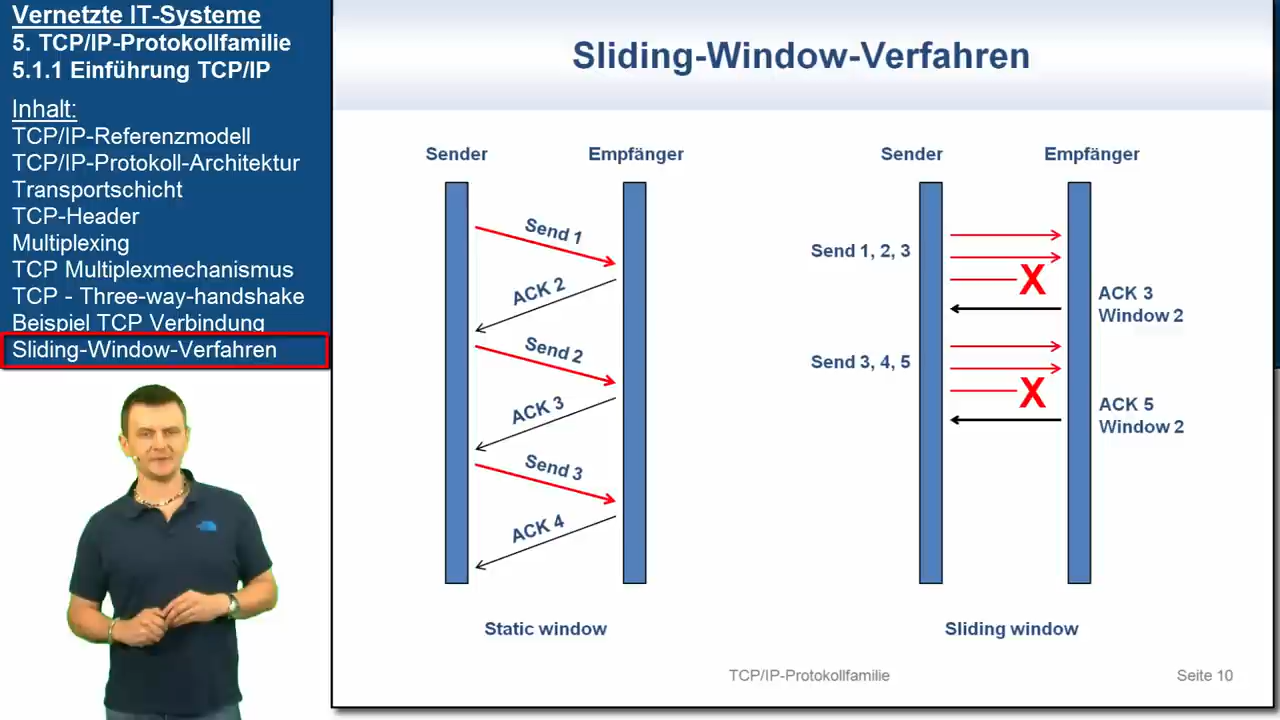 Vernetzte IT-Systeme
5. TCP/IP-Protokollfamilie
5.1.1 Einführung TCP/IP
Inhalt:
TCP/IP-Referenzmodell
TCP/IP-Protokoll-Architektur
Transportschicht
TCP-Header
Multiplexing
TCP Multiplexmechanismus
TCP - Three-way-handshake
Beispiel TCP Verbindung
Sliding-Window-Verfahren
Sliding-Window-Verfahren
Sender
Empfänger
Send 1
ACK 2
Send 2
ACK 3
Send 3
ACK 4
Static window
Sender
Empfänger
Send 1, 2, 3
X
ACK 3
Window 2
Send 3, 4, 5
X
ACK 5
Window 2
Sliding window
TCP/IP-Protokollfamilie
Seite 10